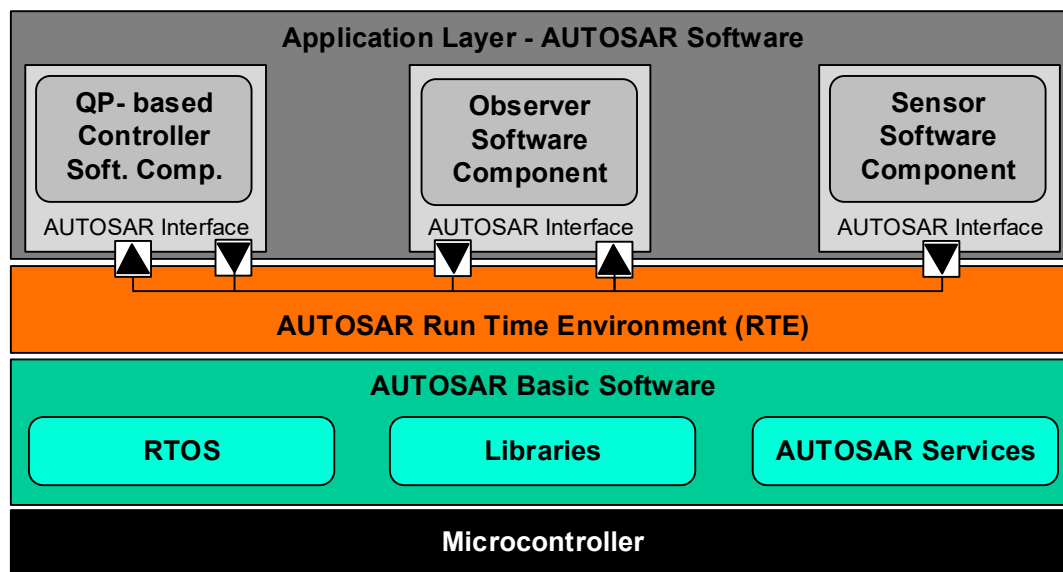 Application Layer - AUTOSAR Software
QP- based
Controller
Soft. Comp.
AUTOSAR Interface
Observer
Software
Component
AUTOSAR Interface
Sensor
Software
Component
AUTOSAR Interface
AUTOSAR Run Time Environment (RTE)
AUTOSAR Basic Software
RTOS
Libraries
AUTOSAR Services
Microcontroller